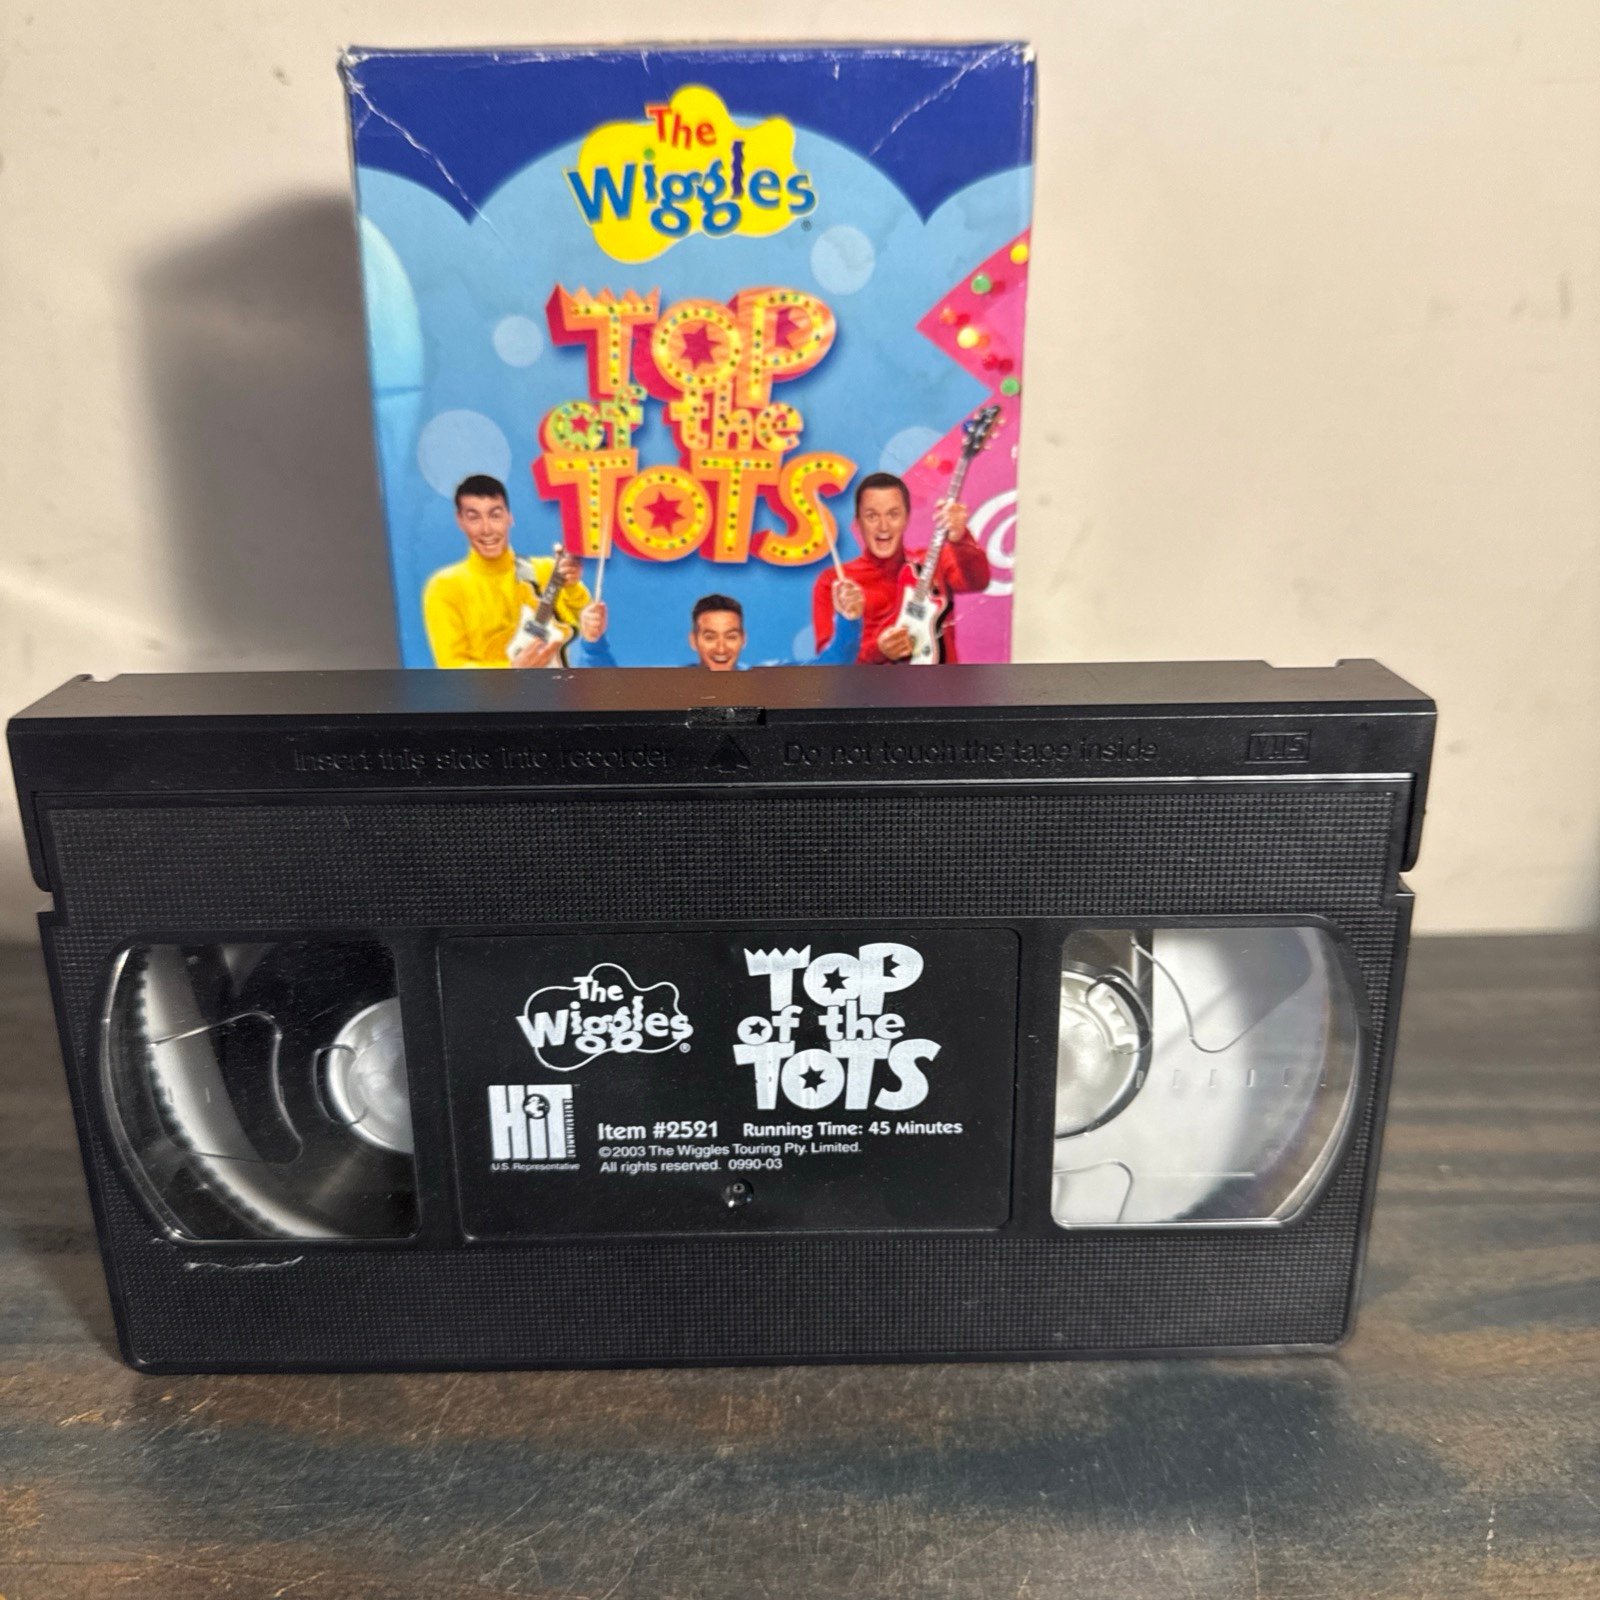 The
Wiggles
®
TOP
of the
TOTS
Insert this side into recorder Do not touch the tape inside VHS
The
Wiggles
®
TOP
of the
TOTS
HiT
ENTERTAINMENT
U.S. Representative
Item #2521 Running Time: 45 Minutes
©2003 The Wiggles Touring Pty. Limited.
All rights reserved. 0990-03